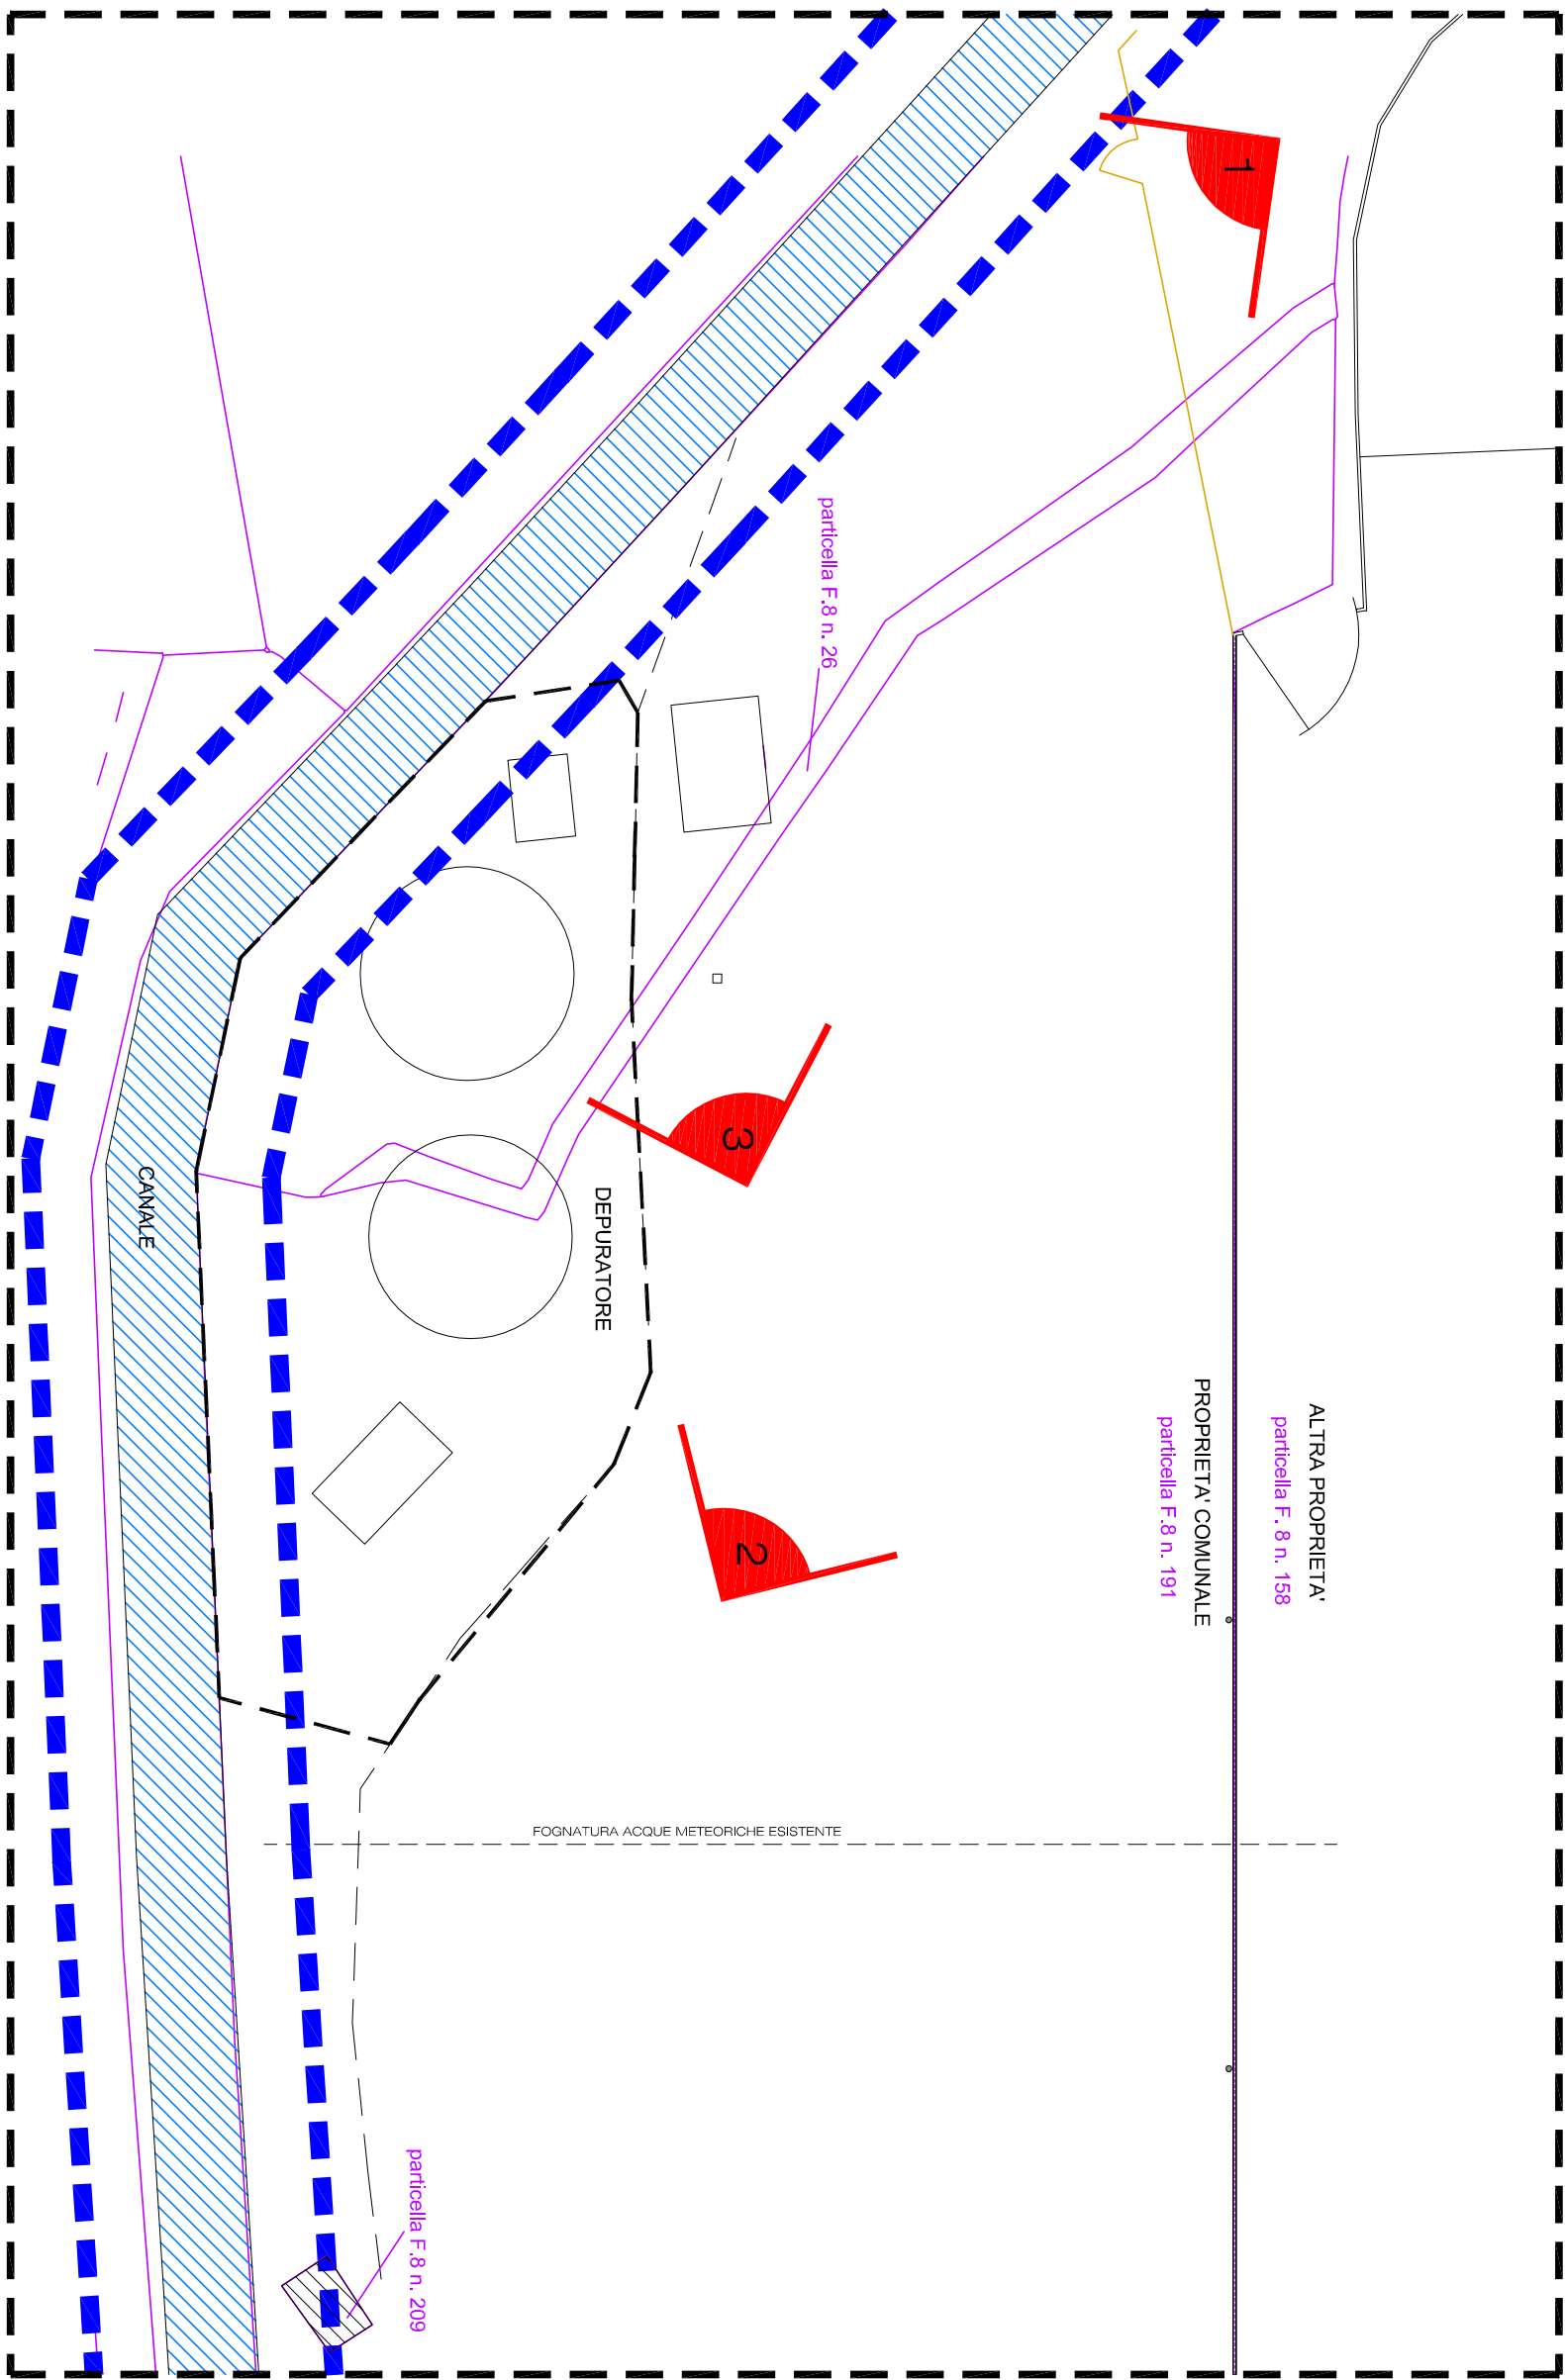 1
particella F.8 n. 26
3
CANALE
DEPURATORE
ALTRA PROPRIETA'
particella F. 8 n. 158
PROPRIETA' COMUNALE
particella F.8 n. 191
2
FOGNATURA ACQUE METEORICHE ESISTENTE
particella F.8 n. 209